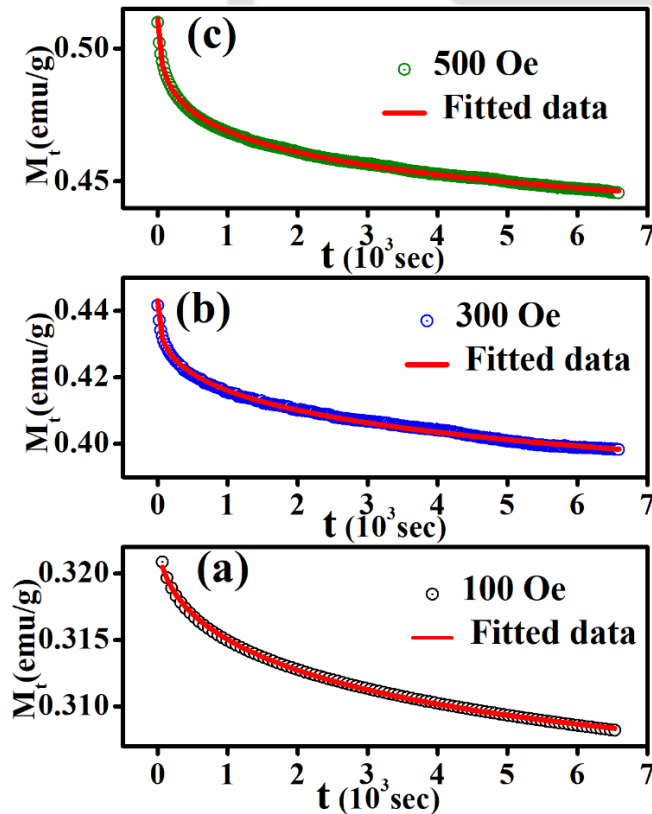 (c)
500 Oe
Fitted data
M_t(emu/g)
0.50
0.45
0 1 2 3 4 5 6 7
t (10³sec)
(b)
300 Oe
Fitted data
M_t(emu/g)
0.44
0.42
0.40
0 1 2 3 4 5 6 7
t (10³sec)
(a)
100 Oe
Fitted data
M_t(emu/g)
0.320
0.315
0.310
0 1 2 3 4 5 6 7
t (10³sec)